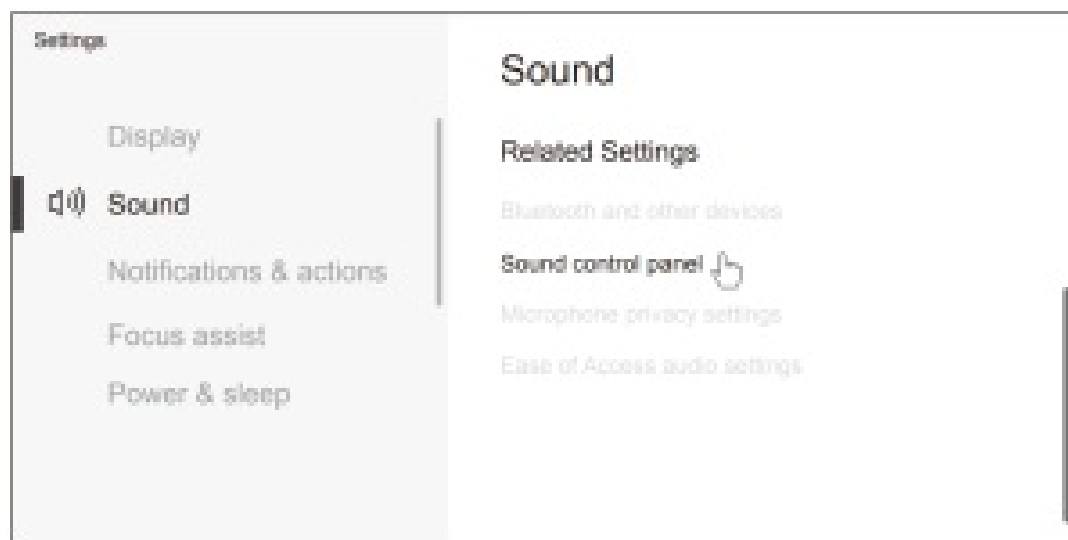 Settings
Display
Sound
Notifications & actions
Focus assist
Power & sleep
Sound
Related Settings
Bluetooth and other devices
Sound control panel
Microphone privacy settings
Ease of Access audio settings